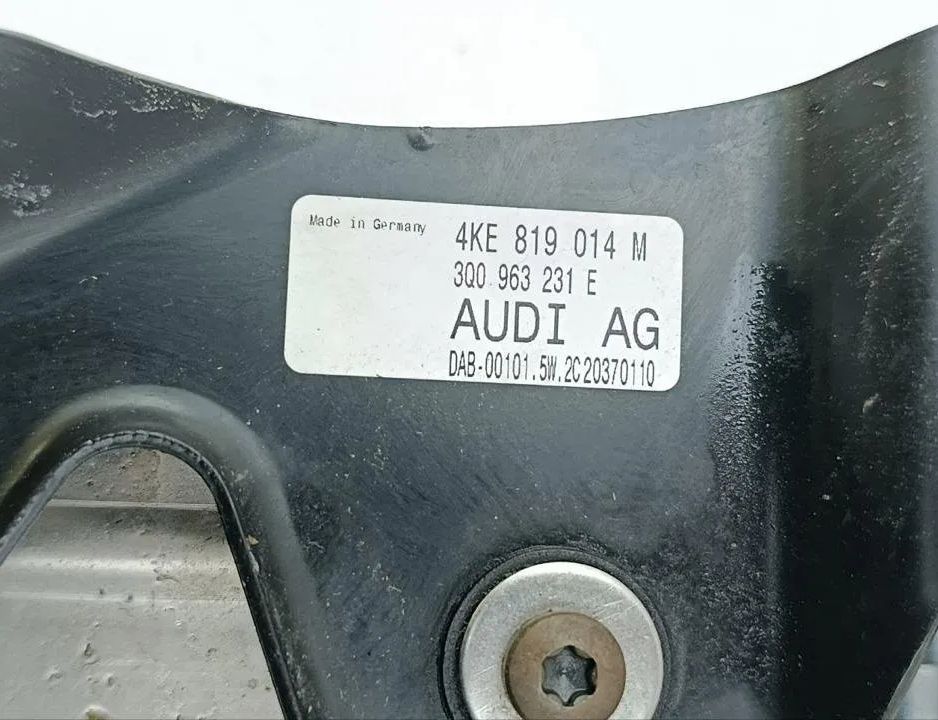 Made in Germany
4KE 819 014 M
3Q0 963 231 E
AUDI AG
DAB-00101.5W.2C20370110